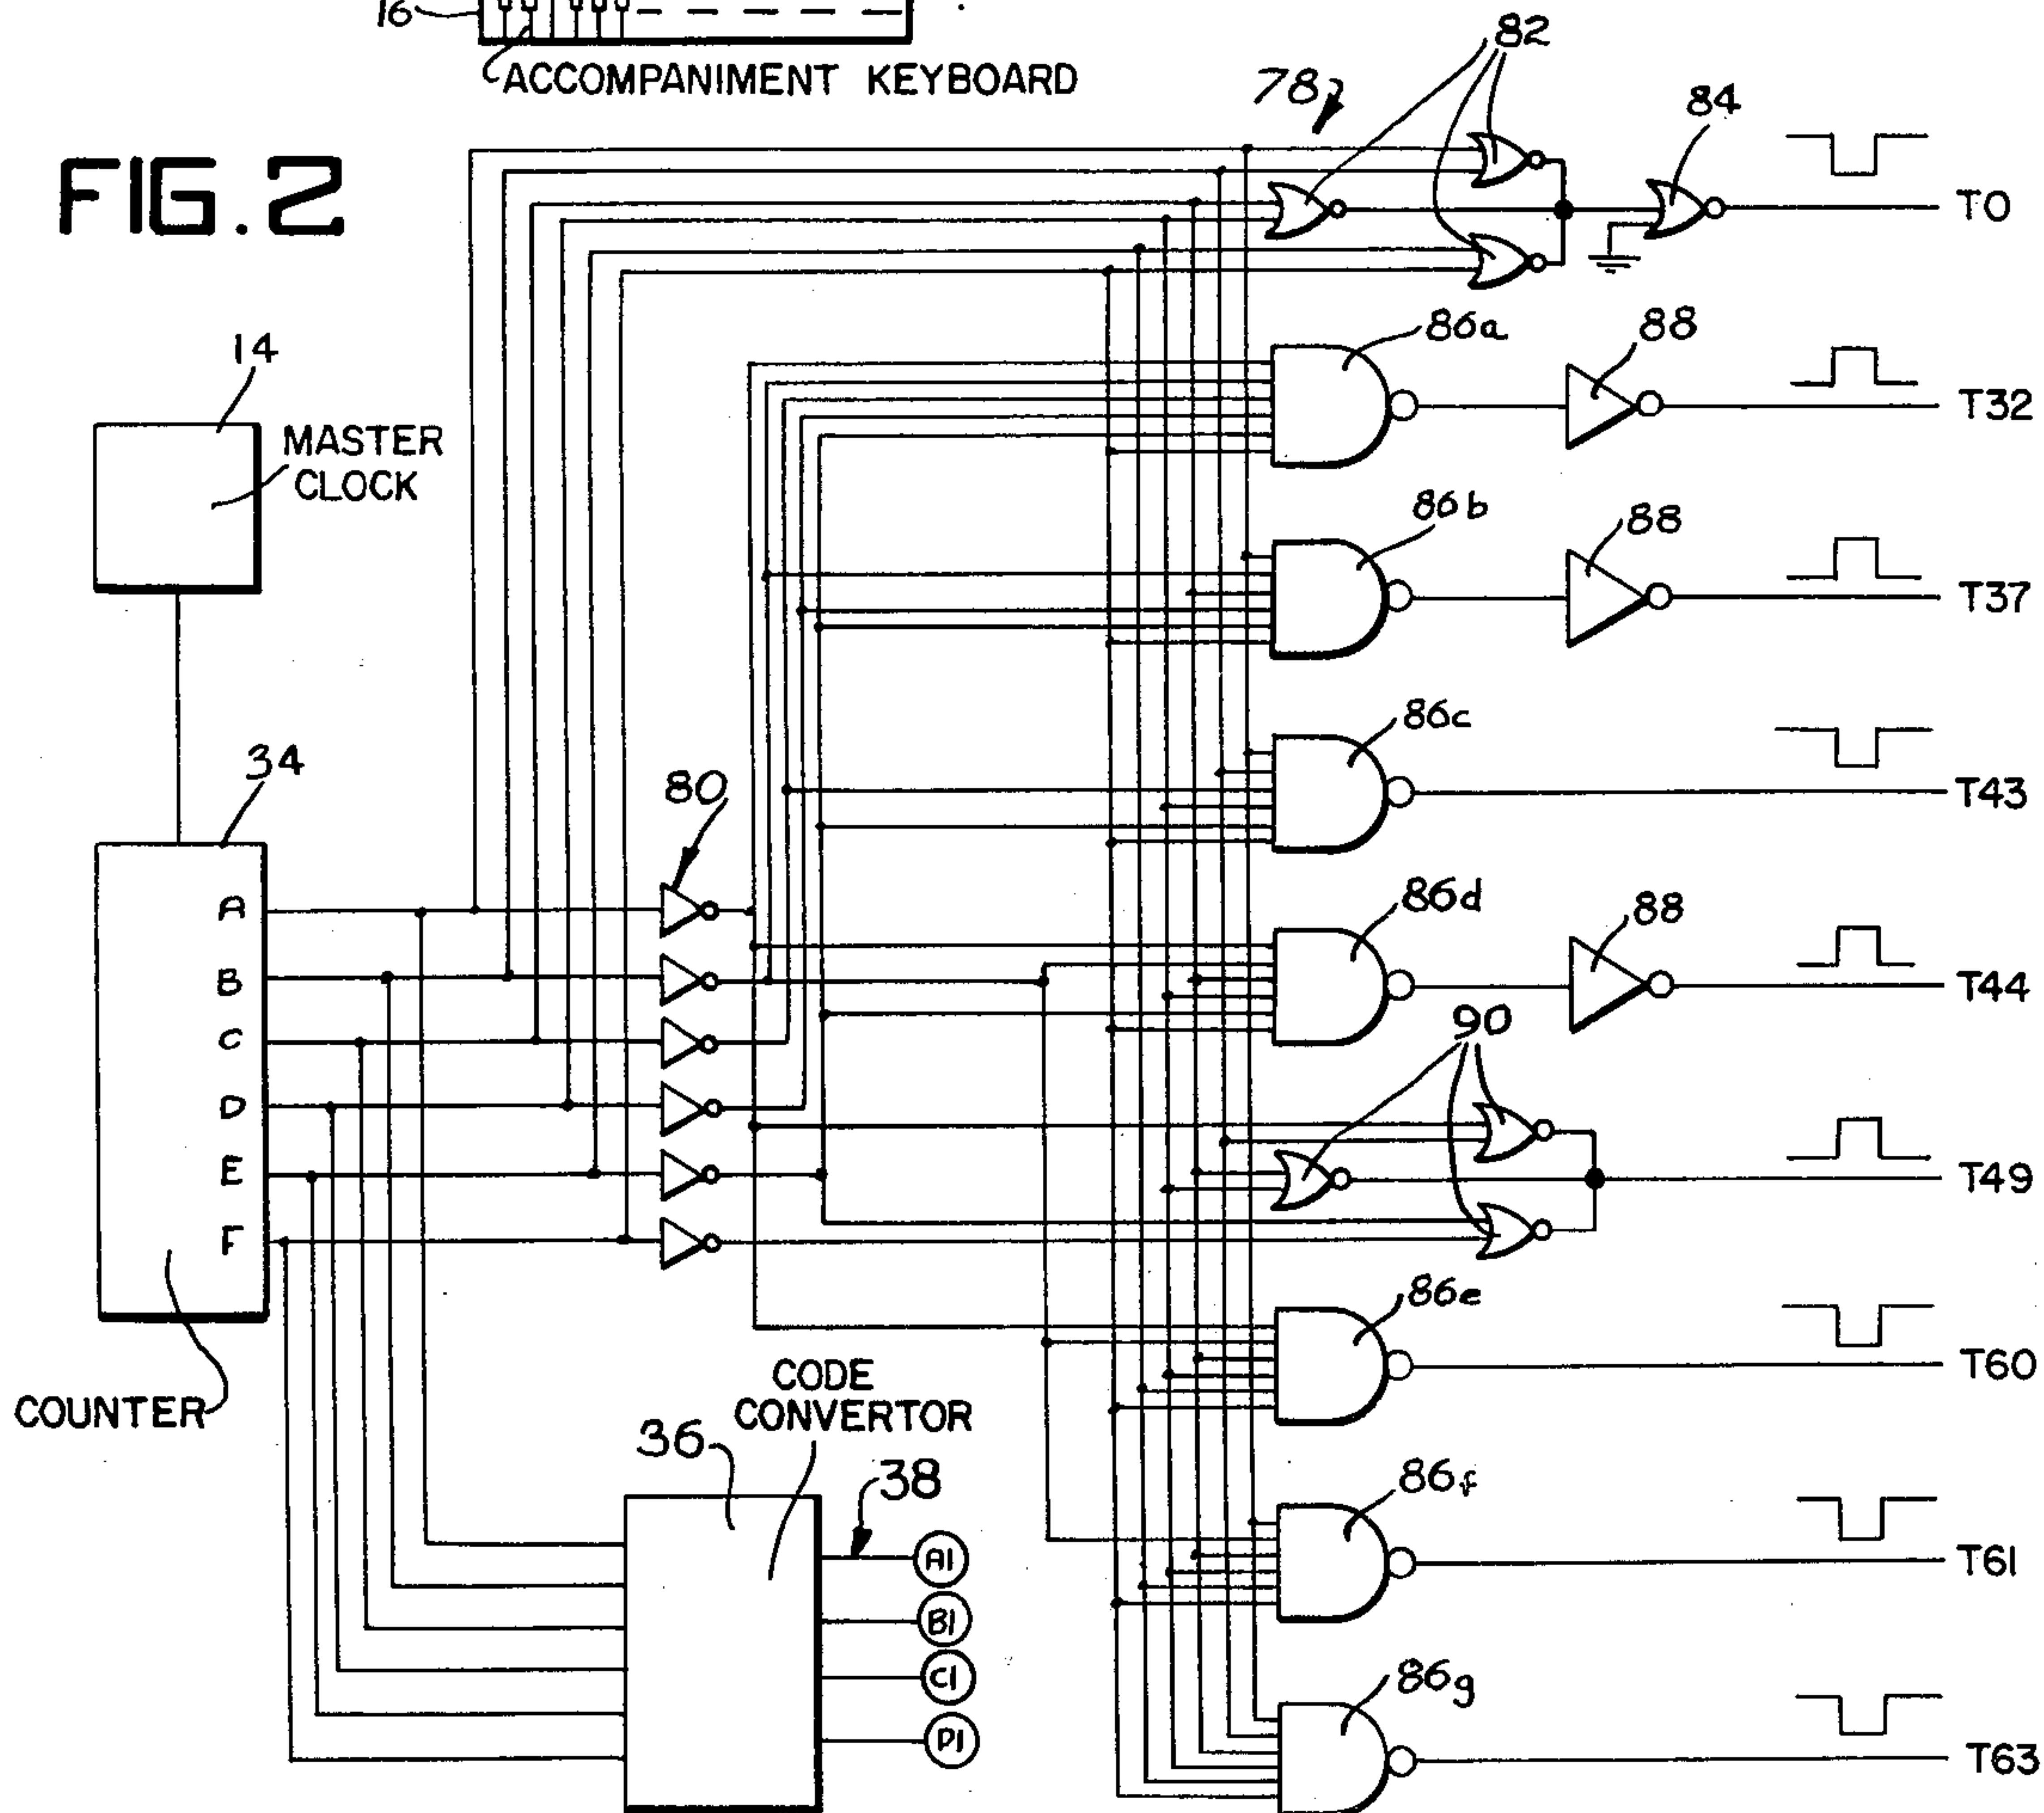 16
ACCOMPANIMENT KEYBOARD
82
78
84
FIG.2
T0
86a
88
T32
14
MASTER
CLOCK
86b
88
T37
86c
T43
34
80
86d
88
T44
A
B
C
D
E
F
90
T49
86e
T60
COUNTER
CODE
CONVERTOR
36
38
86f
T61
A1
B1
C1
D1
86g
T63